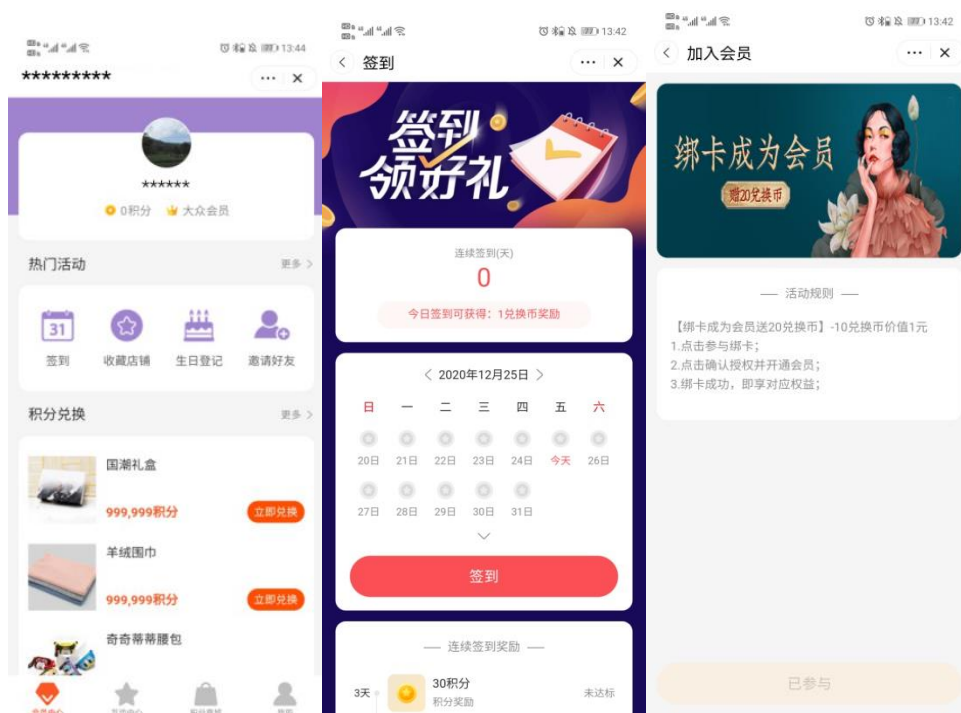 13:44
*********
******
0积分 大众会员
热门活动 更多 >
31
签到 收藏店铺 生日登记 邀请好友
积分兑换 更多 >
国潮礼盒
999,999积分 立即兑换
羊绒围巾
999,999积分 立即兑换
奇奇蒂蒂腰包
13:42
签到
签到
领好礼
连续签到(天)
0
今日签到可获得：1兑换币奖励
< 2020年12月25日 >
日 一 二 三 四 五 六
20日 21日 22日 23日 24日 今天 26日
27日 28日 29日 30日 31日
签到
连续签到奖励
3天 30积分 未达标
积分奖励
13:42
加入会员
绑卡成为会员
赠20兑换币
活动规则
【绑卡成为会员送20兑换币】-10兑换币价值1元
1.点击参与绑卡；
2.点击确认授权并开通会员；
3.绑卡成功，即享对应权益；
已参与